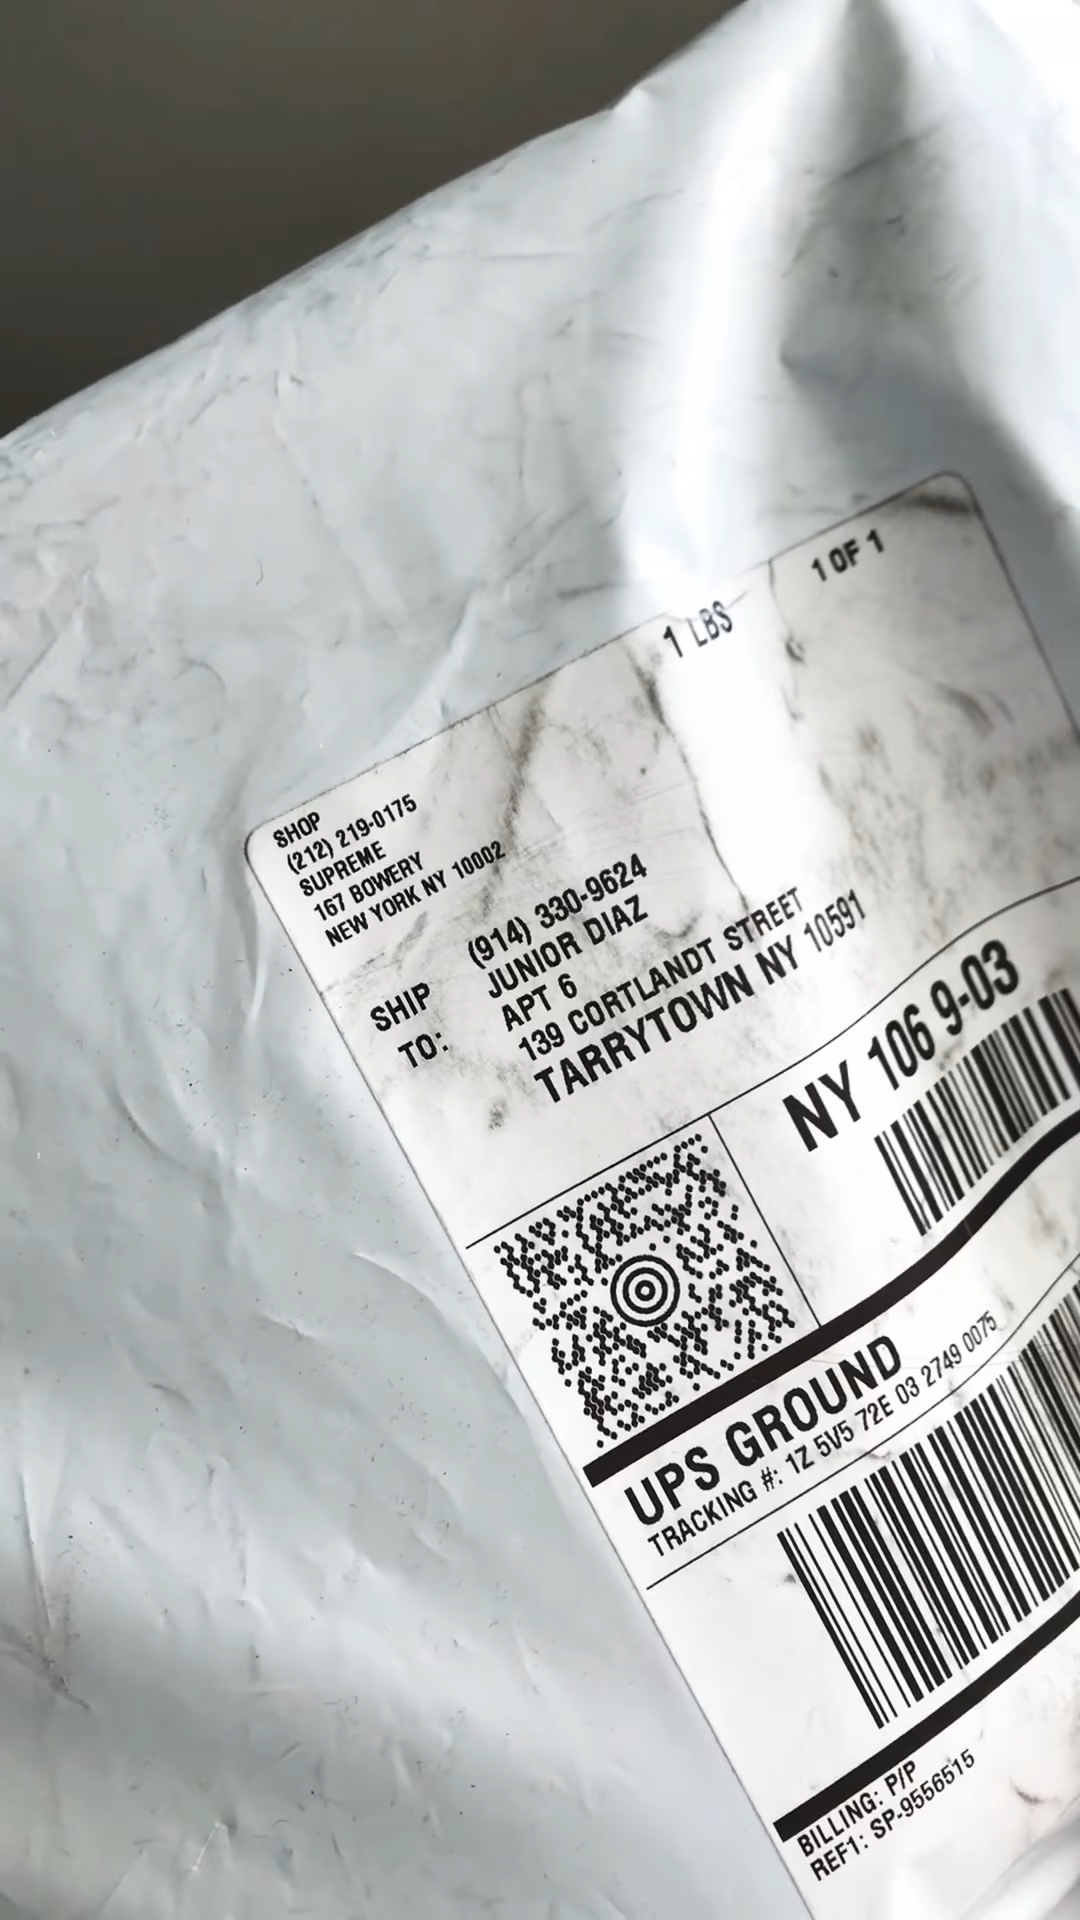 1 LBS
1 OF 1
SHOP
(212) 219-0175
SUPREME
167 BOWERY
NEW YORK NY 10002
SHIP
TO:
(914) 330-9624
JUNIOR DIAZ
APT 6
139 CORTLANDT STREET
TARRYTOWN NY 10591
NY 106 9-03
UPS GROUND
TRACKING #: 1Z 5V5 72E 03 2749 0075
BILLING: P/P
REF1: SP-9556515